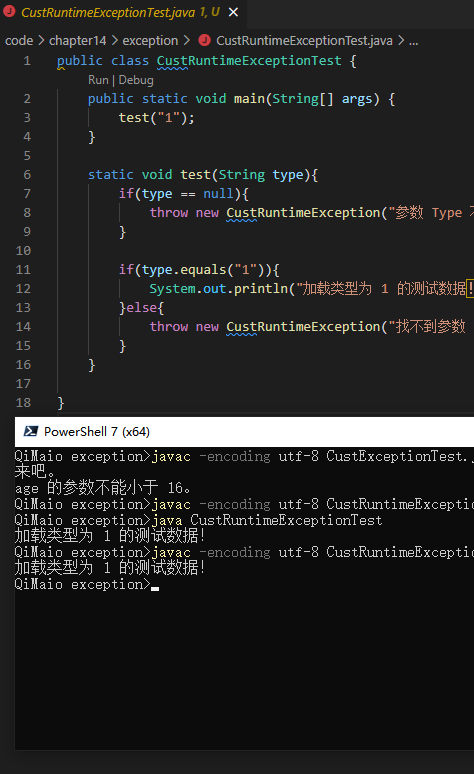 CustRuntimeExceptionTest.java 1, U
code > chapter14 > exception > CustRuntimeExceptionTest.java > ...
1 public class CustRuntimeExceptionTest {
Run | Debug
2 public static void main(String[] args) {
3 test("1");
4 }
5
6 static void test(String type){
7 if(type == null){
8 throw new CustRuntimeException("参数 Type
9 }
10
11 if(type.equals("1")){
12 System.out.println("加载类型为 1 的测试数据!
13 }else{
14 throw new CustRuntimeException("找不到参数
15 }
16 }
17
18 }
PowerShell 7 (x64)
QiMaio exception>javac -encoding utf-8 CustExceptionTest.
来吧。
age 的参数不能小于 16。
QiMaio exception>javac -encoding utf-8 CustRuntimeExceptio
QiMaio exception>java CustRuntimeExceptionTest
加载类型为 1 的测试数据!
QiMaio exception>javac -encoding utf-8 CustRuntimeExceptio
加载类型为 1 的测试数据!
QiMaio exception>